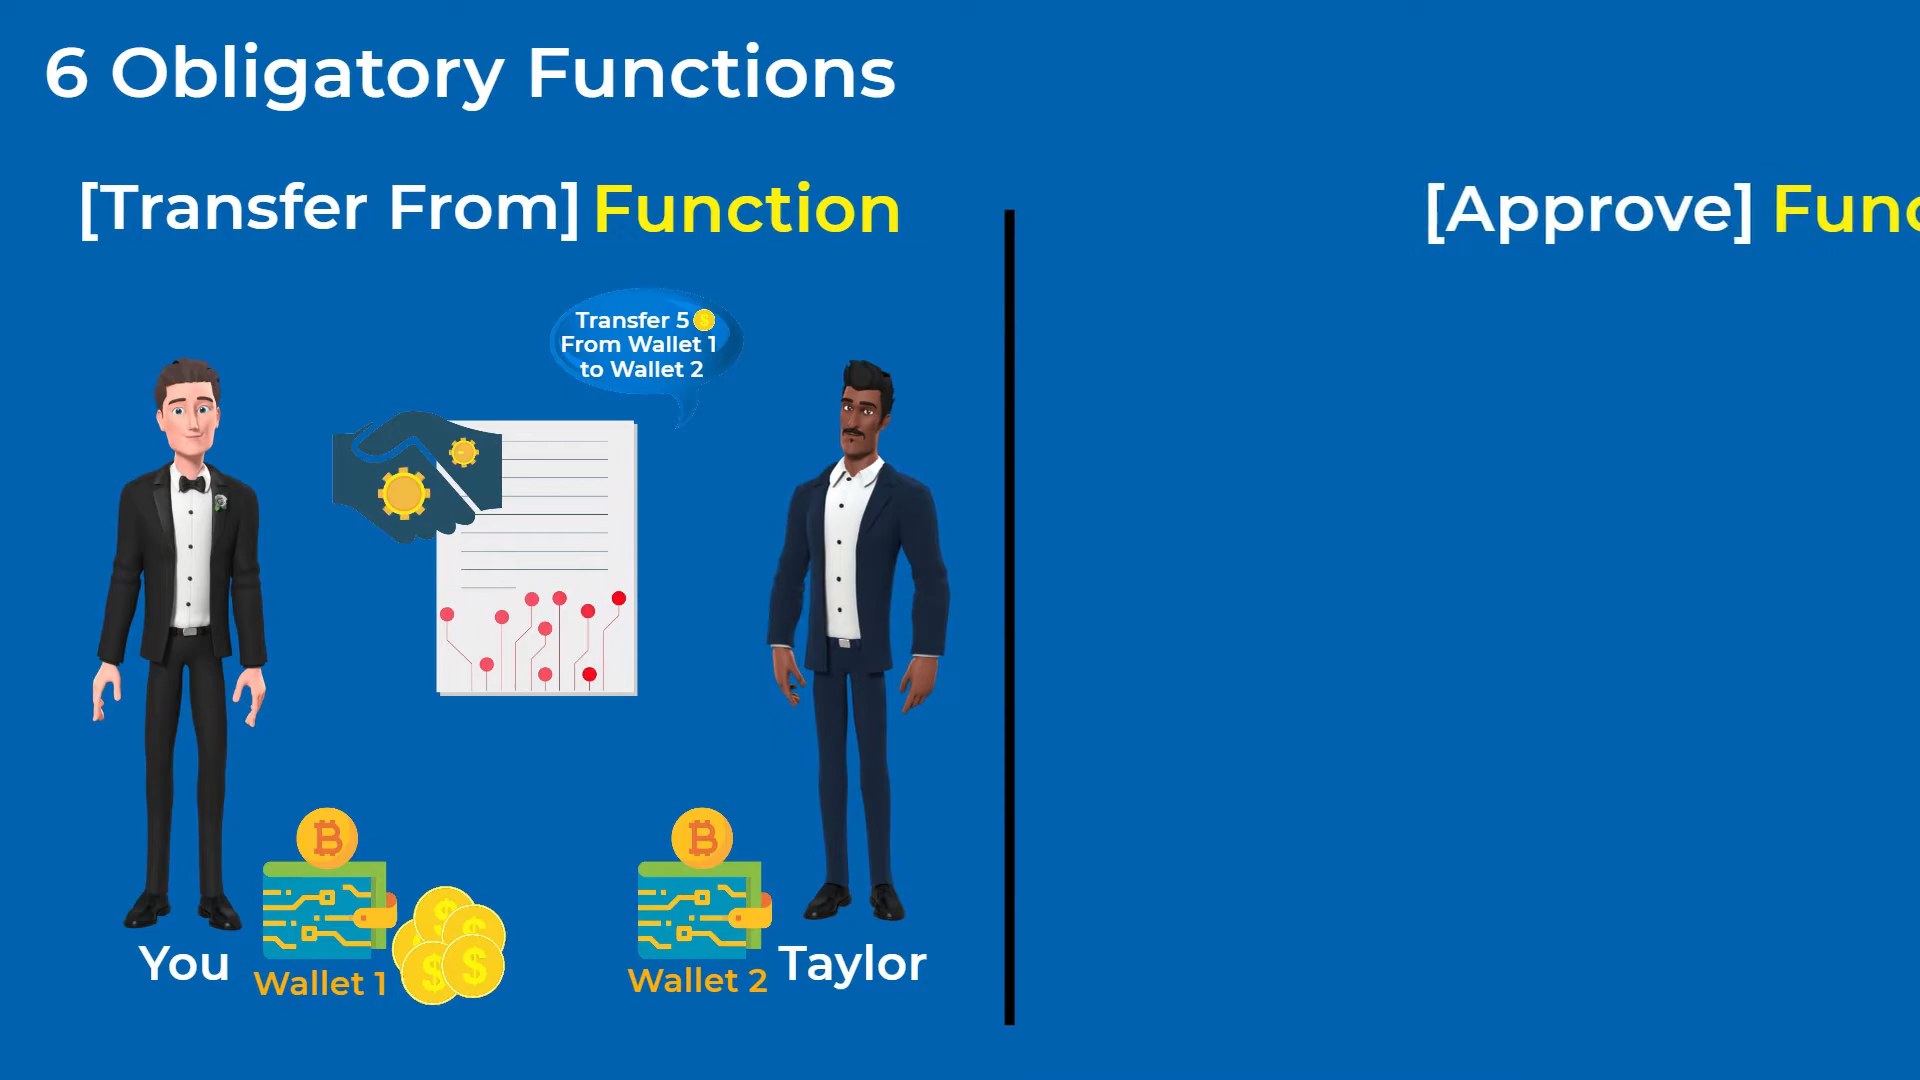 6 Obligatory Functions
[Transfer From] Function
[Approve] Func
Transfer 5
From Wallet 1
to Wallet 2
You
Wallet 1
Wallet 2
Taylor